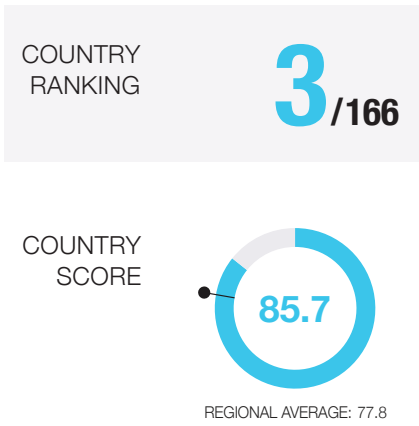 COUNTRY
RANKING
3/166
COUNTRY
SCORE
85.7
REGIONAL AVERAGE: 77.8